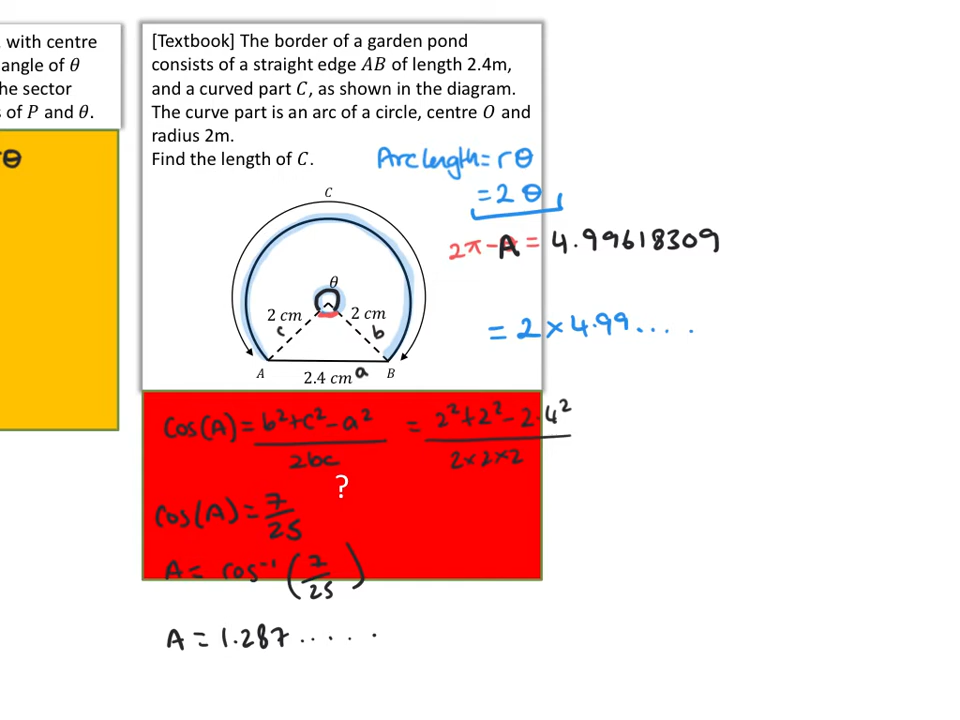 with centre
angle of θ
he sector
s of P and θ.
θ
[Textbook] The border of a garden pond
consists of a straight edge AB of length 2.4m,
and a curved part C, as shown in the diagram.
The curve part is an arc of a circle, centre O and
radius 2m.
Find the length of C.
Arc length = rθ
= 2 θ
2π - A = 4.99618309
= 2 × 4.99....
C
θ
2 cm
2 cm
c
b
A
2.4 cm
a
B
Cos(A) = b²+c²-a² / 2bc = 2²+2²-2·4² / 2×2×2
?
Cos(A) = 7/25
A = cos⁻¹ (7/25)
A = 1.287.....